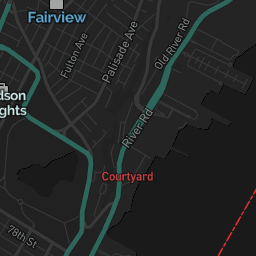 Fairview
Fulton Ave
Palisade Ave
Old River Rd
dson
ghts
River Rd
Courtyard
78th St